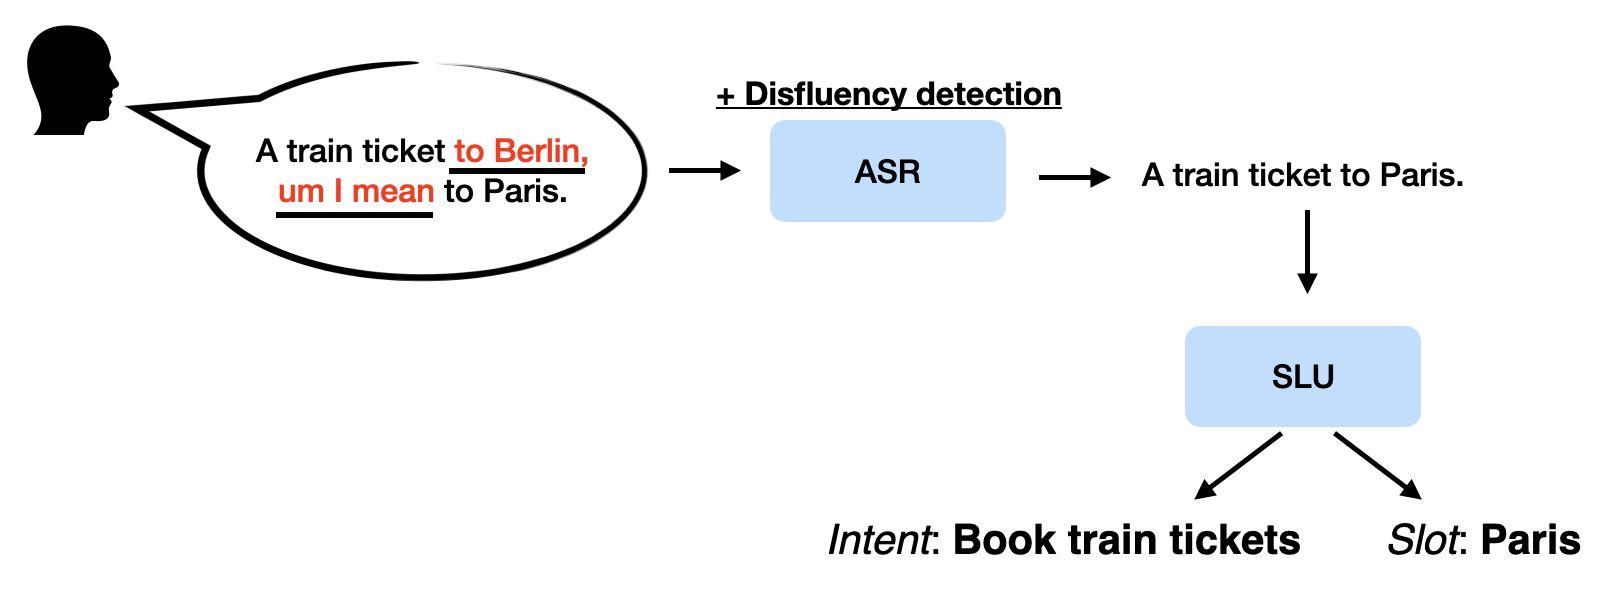 A train ticket to Berlin,
um I mean to Paris.
+ Disfluency detection
ASR
A train ticket to Paris.
SLU
Intent: Book train tickets
Slot: Paris